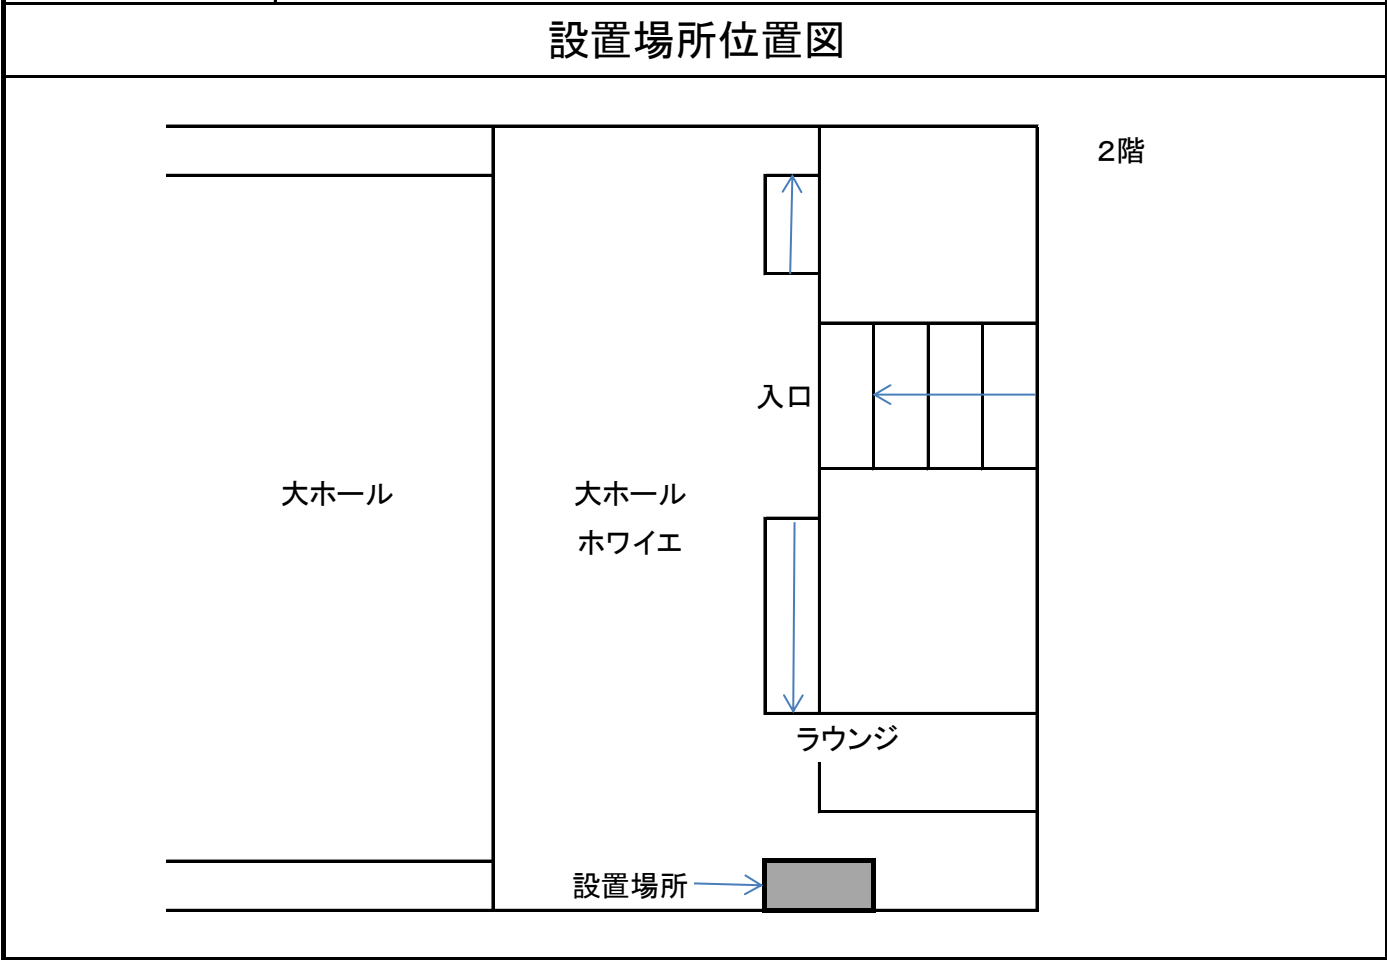 設置場所位置図
２階
入口
大ホール
大ホール
ホワイエ
ラウンジ
設置場所